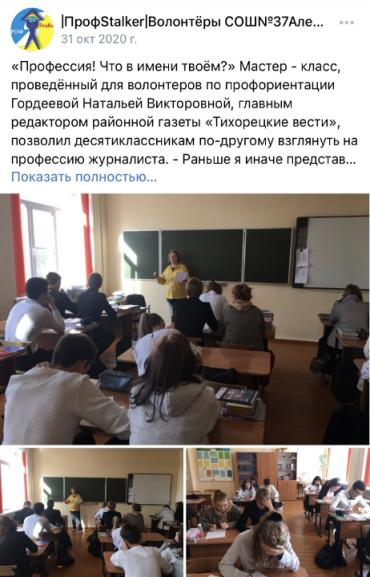 |ПрофStalker|Волонтёры СОШ№37Але...
31 окт 2020 г.
«Профессия! Что в имени твоём?» Мастер - класс,
проведённый для волонтеров по профориентации
Гордеевой Натальей Викторовной, главным
редактором районной газеты «Тихорецкие вести»,
позволил десятиклассникам по-другому взглянуть на
профессию журналиста. - Раньше я иначе представ...
Показать полностью...